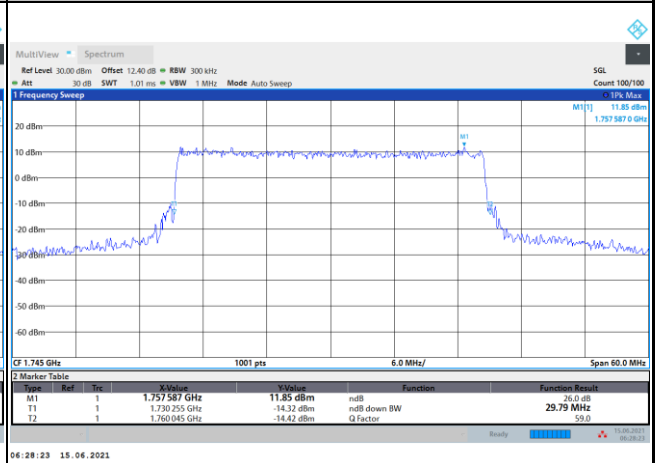 MultiView Spectrum
Ref Level 30.00 dBm Offset 12.40 dB RBW 300 kHz SGL
Att 30 dB SWT 1.01 ms VBW 1 MHz Mode Auto Sweep Count 100/100
1 Frequency Sweep 1Pk Max
M1[1] 11.85 dBm
1.757 587 0 GHz
20 dBm
M1
10 dBm
0 dBm
-10 dBm
-20 dBm
-30 dBm
-40 dBm
-50 dBm
-60 dBm
CF 1.745 GHz 1001 pts 6.0 MHz/ Span 60.0 MHz
2 Marker Table
Type Ref Trc X-Value Y-Value Function Function Result
M1 1 1.757 587 GHz 11.85 dBm ndB 26.0 dB
T1 1 1.730 255 GHz -14.32 dBm ndB down BW 29.79 MHz
T2 1 1.760 045 GHz -14.42 dBm Q Factor 59.0
Ready 15.06.2021
06:28:23
06:28:23 15.06.2021